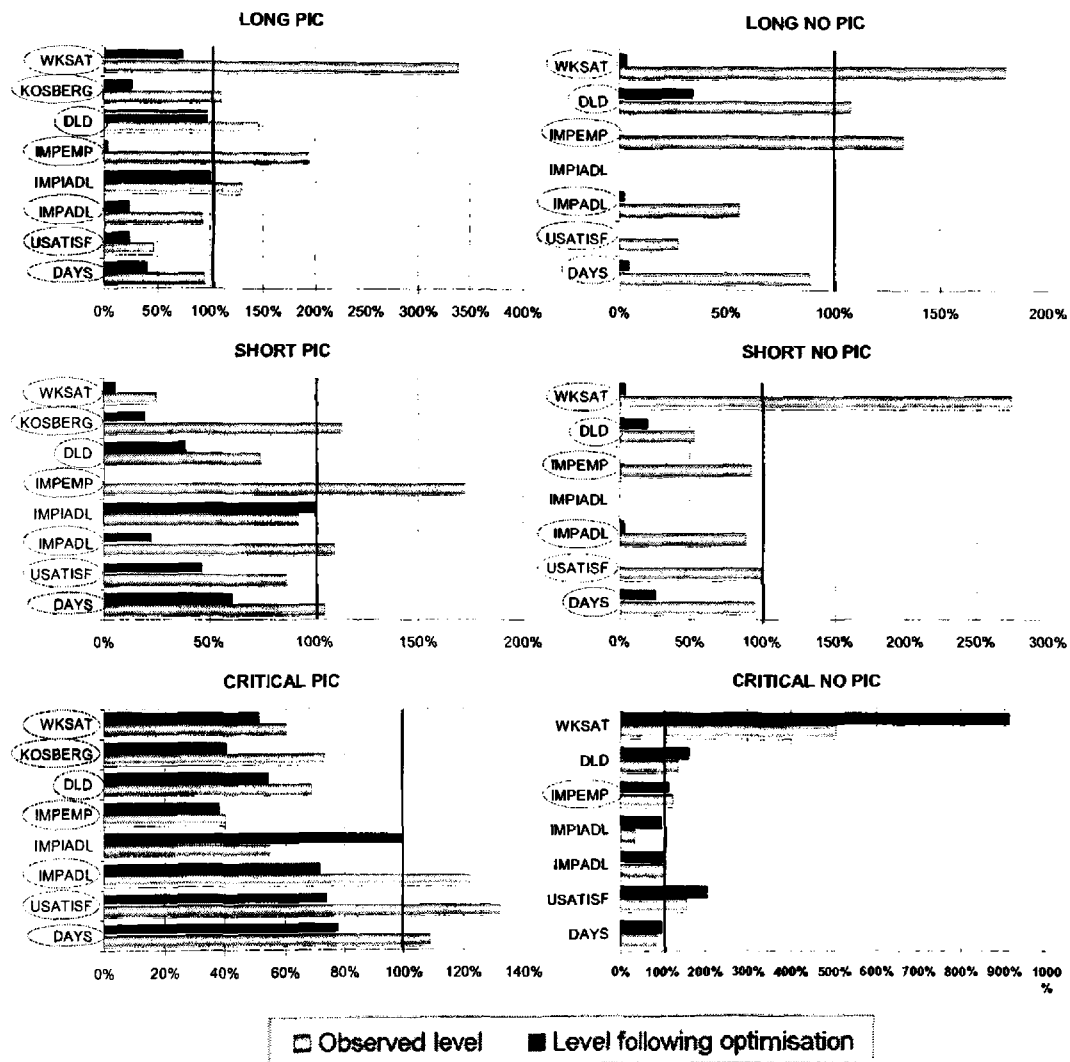 LONG PIC
WKSAT
KOSBERG
DLD
IMPEMP
IMPIADL
IMPADL
USATISF
DAYS
0% 50% 100% 150% 200% 250% 300% 350% 400%
LONG NO PIC
WKSAT
DLD
IMPEMP
IMPIADL
IMPADL
USATISF
DAYS
0% 50% 100% 150% 200%
SHORT PIC
WKSAT
KOSBERG
DLD
IMPEMP
IMPIADL
IMPADL
USATISF
DAYS
0% 50% 100% 150% 200%
SHORT NO PIC
WKSAT
DLD
IMPEMP
IMPIADL
IMPADL
USATISF
DAYS
0% 50% 100% 150% 200% 250% 300%
CRITICAL PIC
WKSAT
KOSBERG
DLD
IMPEMP
IMPIADL
IMPADL
USATISF
DAYS
0% 20% 40% 60% 80% 100% 120% 140%
CRITICAL NO PIC
WKSAT
DLD
IMPEMP
IMPIADL
IMPADL
USATISF
DAYS
0% 100% 200% 300% 400% 500% 600% 700% 800% 900% 1000
%
Observed level Level following optimisation